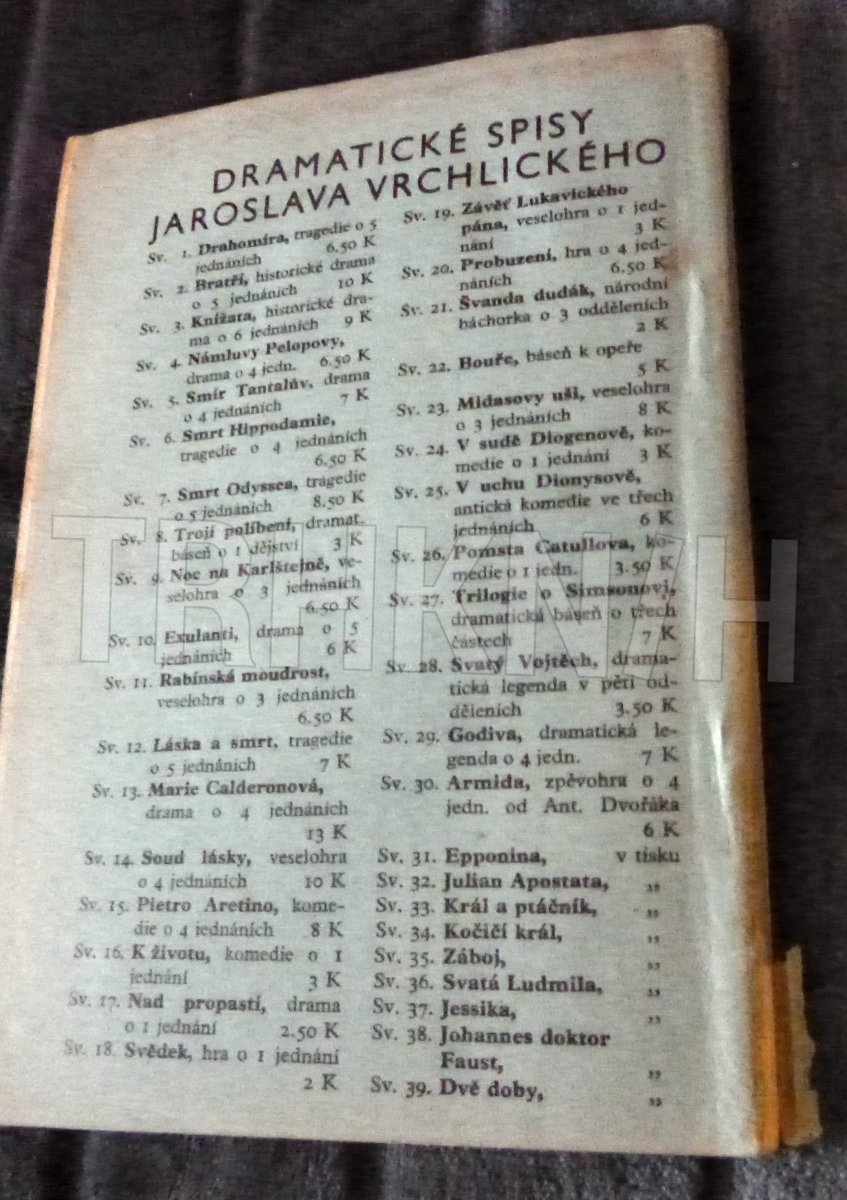 DRAMATICKÉ SPISY
JAROSLAVA VRCHLICKÉHO
Sv. 1. Drahomíra, tragedie o 5
jednáních 6.50 K
Sv. 2. Bratří, historické drama
o 5 jednáních 10 K
Sv. 3. Knížata, historické dra-
ma o 6 jednáních 9 K
Sv. 4. Námluvy Pelopovy,
drama o 4 jedn. 6.50 K
Sv. 5. Smír Tantalův, drama
o 4 jednáních 7 K
Sv. 6. Smrt Hippodamie,
tragedie o 4 jednáních
6.50 K
Sv. 7. Smrt Odyssea, tragedie
o 5 jednáních 8.50 K
Sv. 8. Trojí políbení, dramat.
báseň o 1 dějství 3 K
Sv. 9. Noc na Karlštejně, ve-
selohra o 3 jednáních
6.50 K
Sv. 10. Exulanti, drama o 5
jednáních 6 K
Sv. 11. Rabínská moudrost,
veselohra o 3 jednáních
6.50 K
Sv. 12. Láska a smrt, tragedie
o 5 jednáních 7 K
Sv. 13. Marie Calderonová,
drama o 4 jednáních
13 K
Sv. 14. Soud lásky, veselohra
o 4 jednáních 10 K
Sv. 15. Pietro Aretino, kome-
die o 4 jednáních 8 K
Sv. 16. K životu, komedie o 1
jednání 3 K
Sv. 17. Nad propastí, drama
o 1 jednání 2.50 K
Sv. 18. Svědek, hra o 1 jednání
2 K
Sv. 19. Závěť Lukavického
pána, veselohra o 1 jed-
nání 3 K
Sv. 20. Probuzení, hra o 4 jed-
náních 6.50 K
Sv. 21. Švanda dudák, národní
báchorka o 3 odděleních
2 K
Sv. 22. Bouře, báseň k opeře
5 K
Sv. 23. Midasovy uši, veselohra
o 3 jednáních 8 K
Sv. 24. V sudě Diogenově, ko-
medie o 1 jednání 3 K
Sv. 25. V uchu Dionysově,
antická komedie ve třech
jednáních 6 K
Sv. 26. Pomsta Catullova, ko-
medie o 1 jedn. 3.50 K
Sv. 27. Trilogie o Simsonovi,
dramatická báseň o třech
částech 7 K
Sv. 28. Svatý Vojtěch, drama-
tická legenda v pěti od-
děleních 3.50 K
Sv. 29. Godiva, dramatická le-
genda o 4 jedn. 7 K
Sv. 30. Armida, zpěvohra o 4
jedn. od Ant. Dvořáka
6 K
Sv. 31. Epponina, v tisku
Sv. 32. Julian Apostata, „
Sv. 33. Král a ptáčník, „
Sv. 34. Kočičí král, „
Sv. 35. Záboj, „
Sv. 36. Svatá Ludmila, „
Sv. 37. Jessika, „
Sv. 38. Johannes doktor
Faust, „
Sv. 39. Dvě doby, „